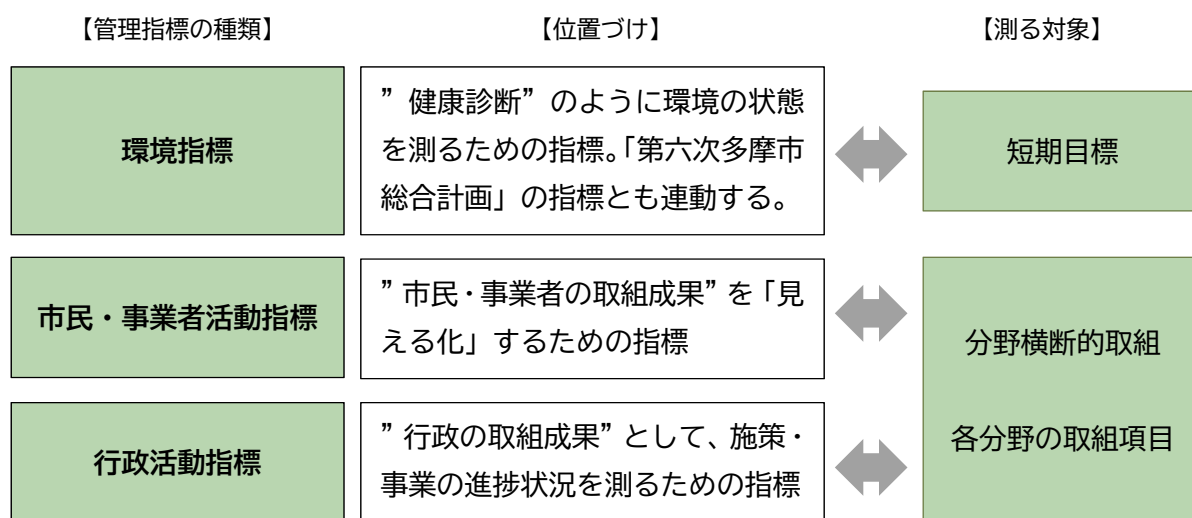 【管理指標の種類】
【位置づけ】
【測る対象】
環境指標
”健康診断”のように環境の状態
を測るための指標。「第六次多摩市
総合計画」の指標とも連動する。
短期目標
市民・事業者活動指標
”市民・事業者の取組成果”を「見
える化」するための指標
行政活動指標
”行政の取組成果”として、施策・
事業の進捗状況を測るための指標
分野横断的取組
各分野の取組項目